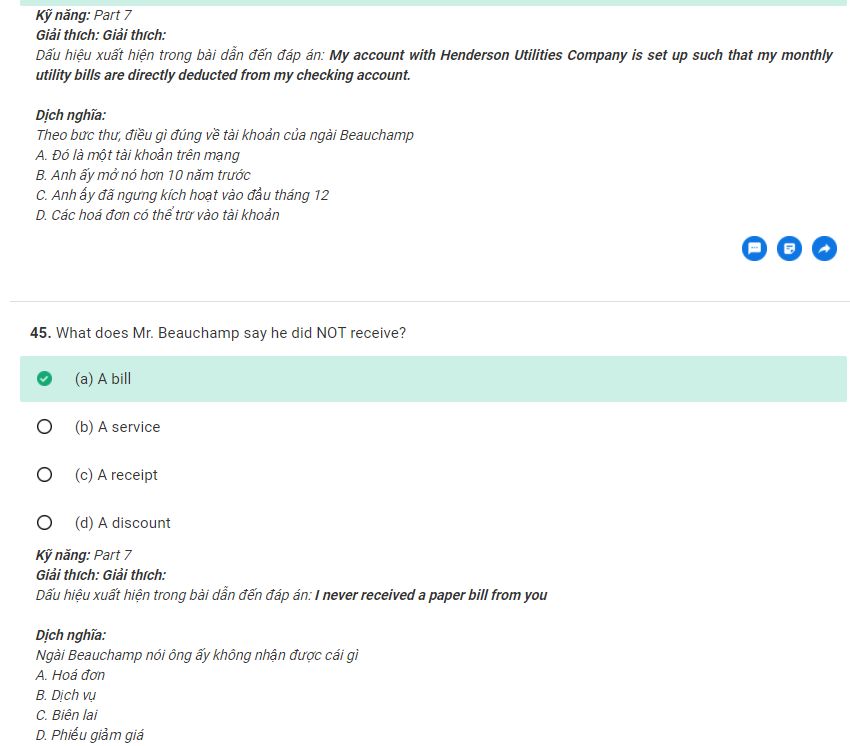 Kỹ năng: Part 7
Giải thích: Giải thích:
Dấu hiệu xuất hiện trong bài dẫn đến đáp án: My account with Henderson Utilities Company is set up such that my monthly
utility bills are directly deducted from my checking account.
Dịch nghĩa:
Theo bức thư, điều gì đúng về tài khoản của ngài Beauchamp
A. Đó là một tài khoản trên mạng
B. Anh ấy mở nó hơn 10 năm trước
C. Anh ấy đã ngưng kích hoạt vào đầu tháng 12
D. Các hoá đơn có thể trừ vào tài khoản
45. What does Mr. Beauchamp say he did NOT receive?
(a) A bill
(b) A service
(c) A receipt
(d) A discount
Kỹ năng: Part 7
Giải thích: Giải thích:
Dấu hiệu xuất hiện trong bài dẫn đến đáp án: I never received a paper bill from you
Dịch nghĩa:
Ngài Beauchamp nói ông ấy không nhận được cái gì
A. Hoá đơn
B. Dịch vụ
C. Biên lai
D. Phiếu giảm giá